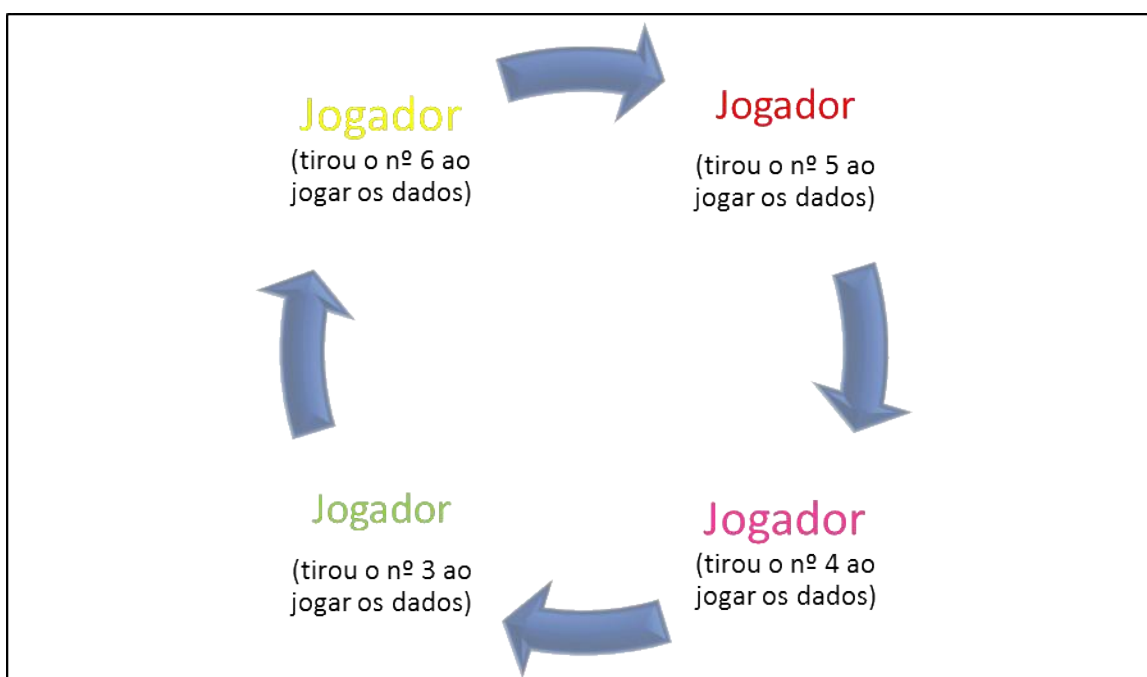 Jogador
(tirou o nº 6 ao
jogar os dados)
Jogador
(tirou o nº 5 ao
jogar os dados)
Jogador
(tirou o nº 4 ao
jogar os dados)
Jogador
(tirou o nº 3 ao
jogar os dados)